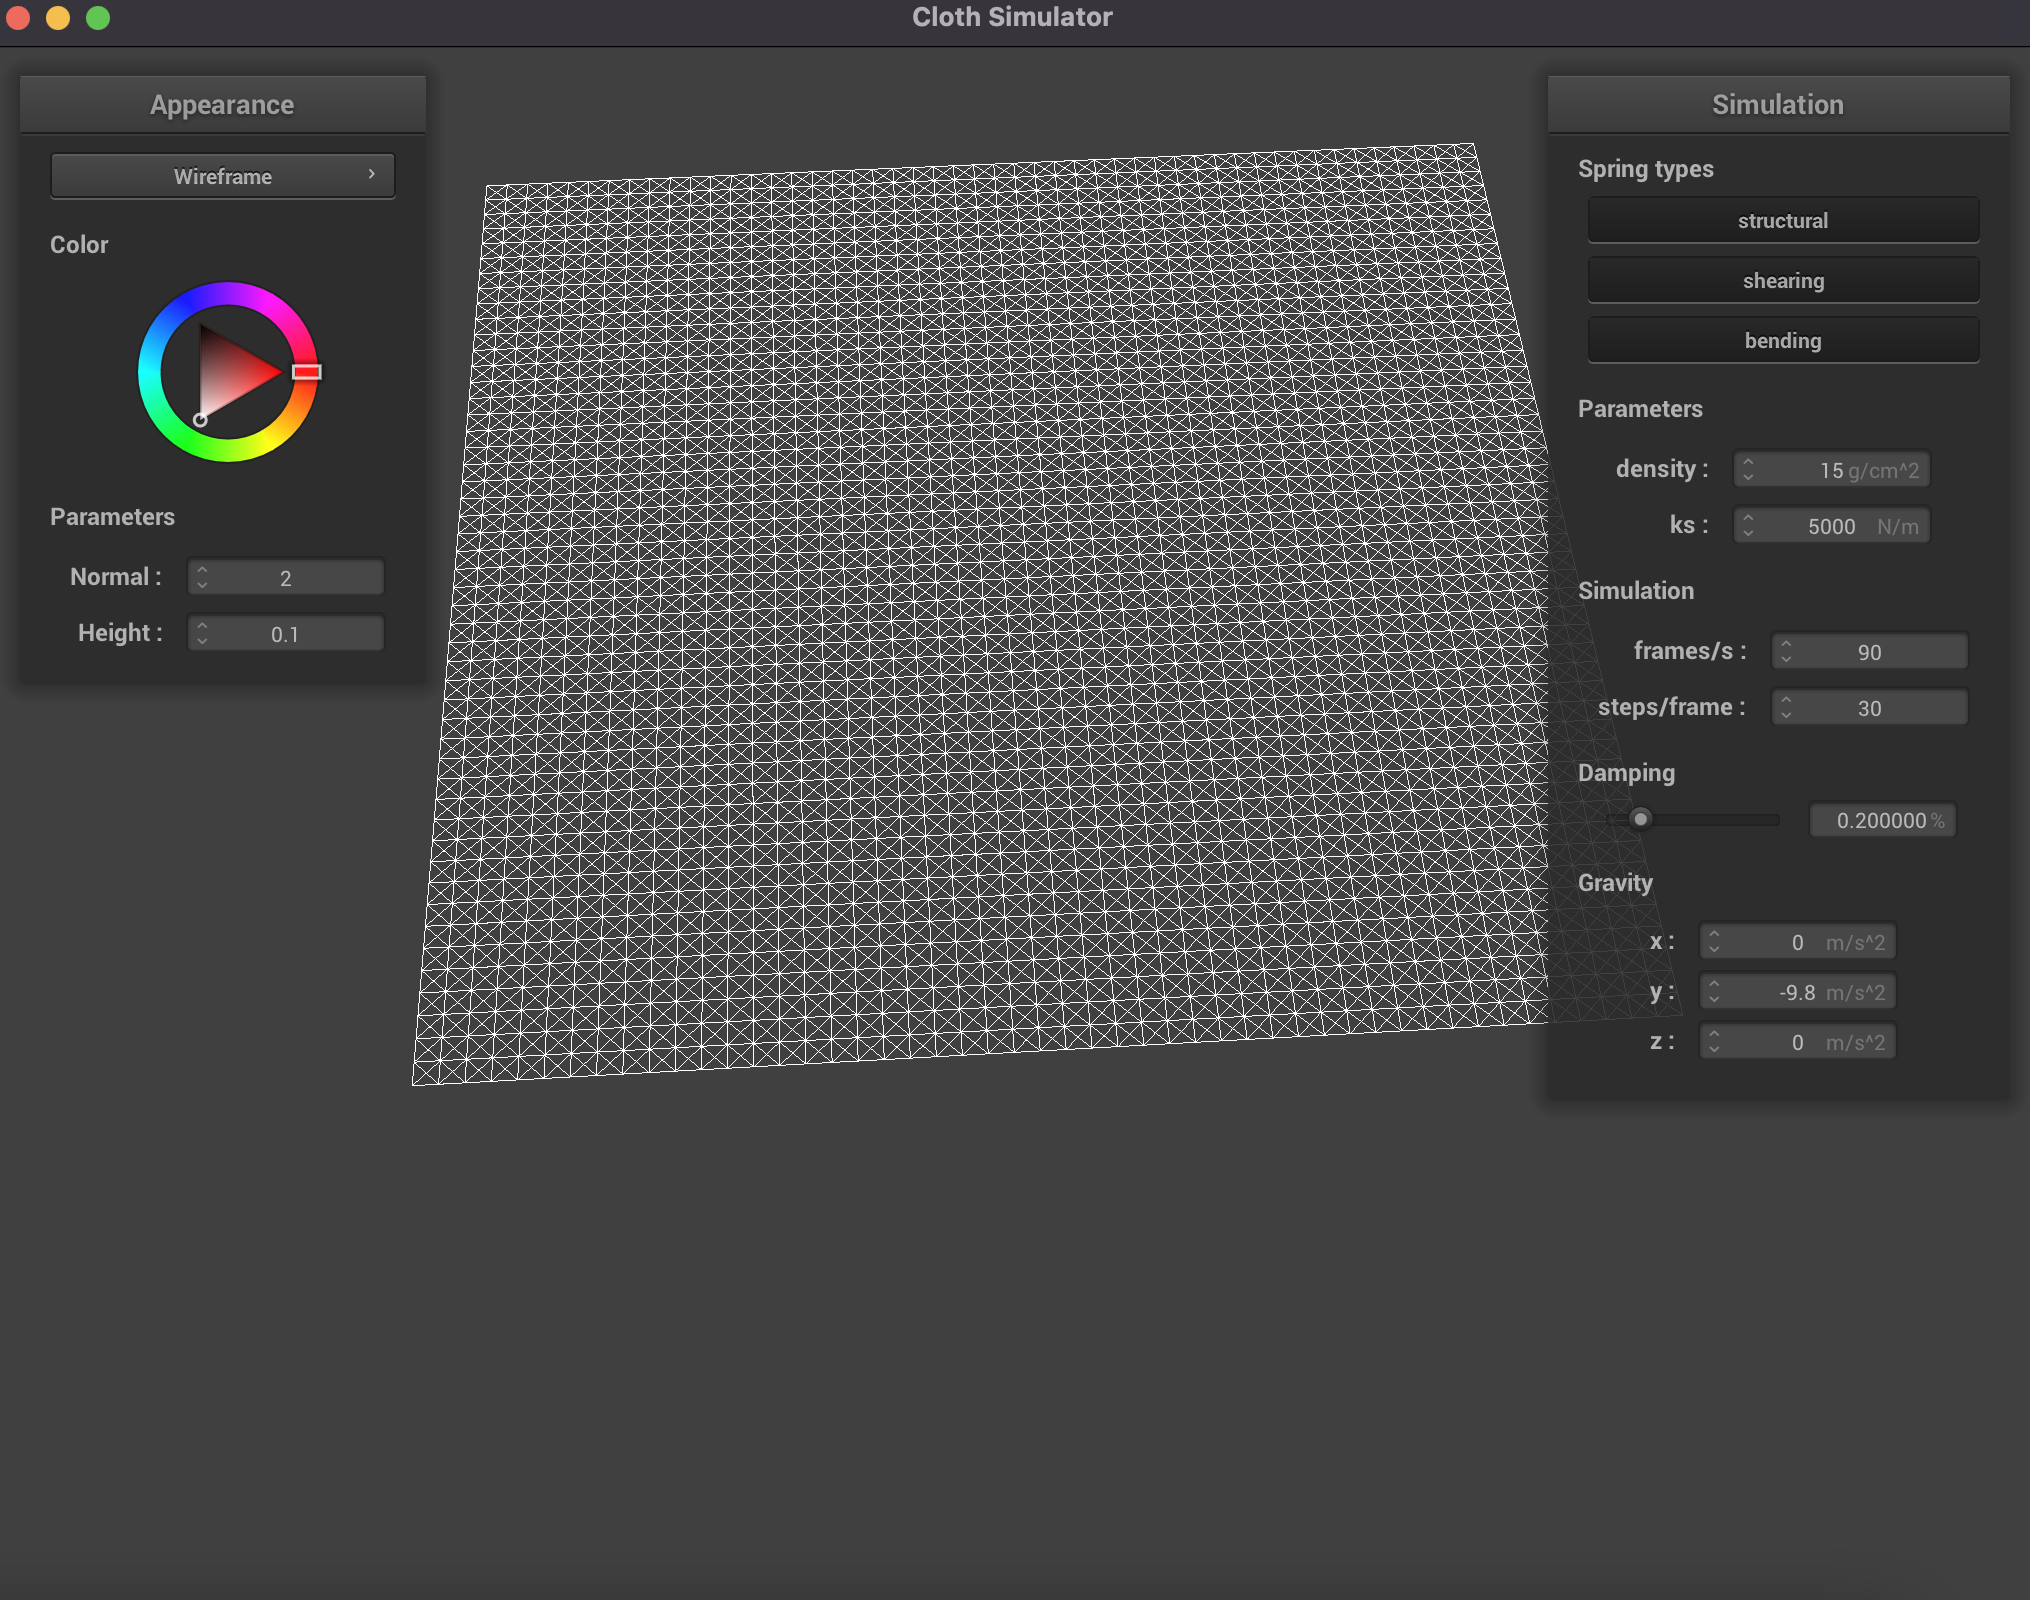 Cloth Simulator
Appearance
Wireframe
Color
Parameters
Normal : 2
Height : 0.1
Simulation
Spring types
structural
shearing
bending
Parameters
density : 15 g/cm^2
ks : 5000 N/m
Simulation
frames/s : 90
steps/frame : 30
Damping
0.200000 %
Gravity
x : 0 m/s^2
y : -9.8 m/s^2
z : 0 m/s^2